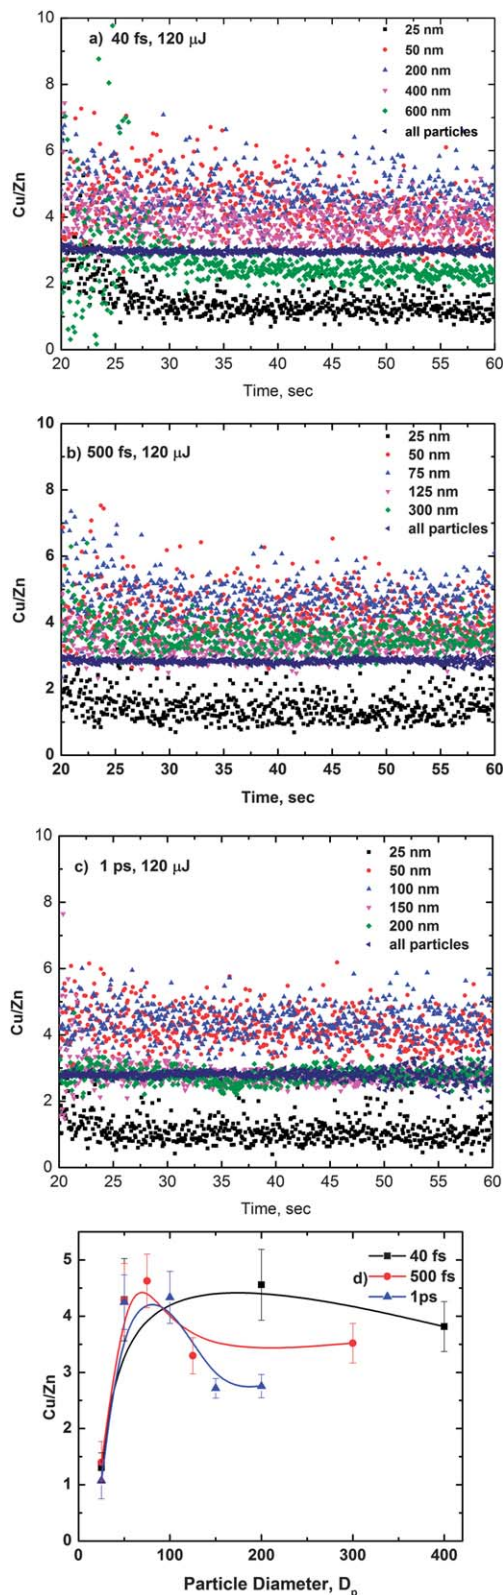 a) 40 fs, 120 μJ
25 nm
50 nm
200 nm
400 nm
600 nm
all particles
10
8
6
4
2
0
Cu/Zn
20 25 30 35 40 45 50 55 60
Time, sec
b) 500 fs, 120 μJ
25 nm
50 nm
75 nm
125 nm
300 nm
all particles
10
8
6
4
2
0
Cu/Zn
20 25 30 35 40 45 50 55 60
Time, sec
c) 1 ps, 120 μJ
25 nm
50 nm
100 nm
150 nm
200 nm
all particles
10
8
6
4
2
0
Cu/Zn
20 25 30 35 40 45 50 55 60
Time, sec
d)
40 fs
500 fs
1ps
5
4
3
2
1
0
Cu/Zn
0 100 200 300 400
Particle Diameter, Dₚ